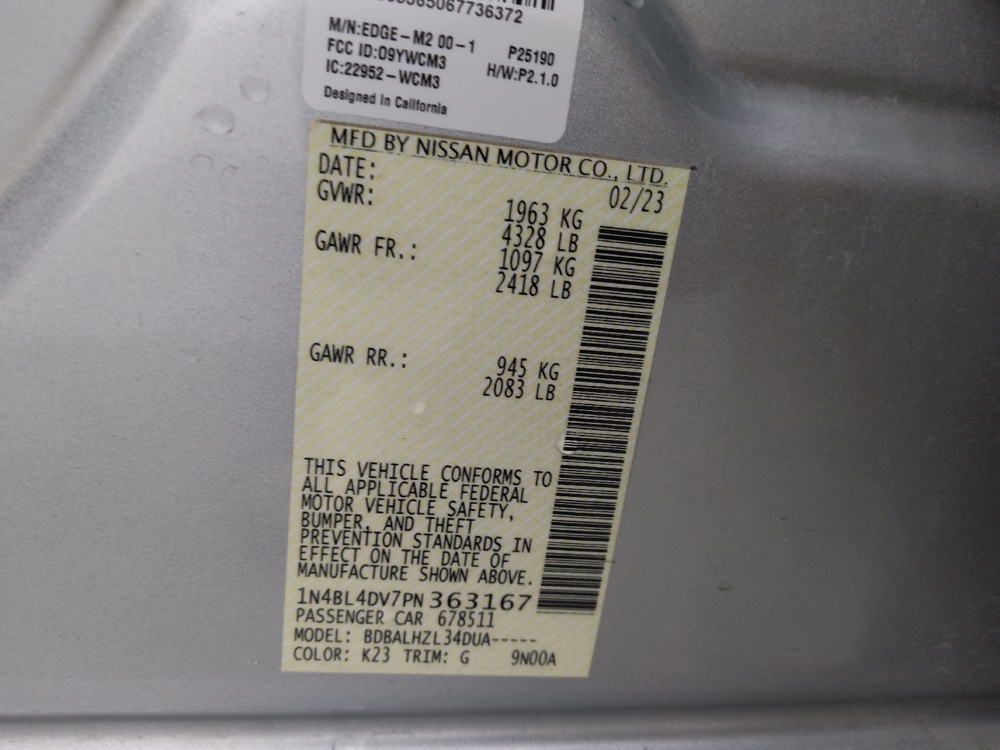 M/N:EDGE-M2 00-1 P25190
FCC ID:O9YWCM3 H/W:P2.1.0
IC:22952-WCM3
Designed in California
MFD BY NISSAN MOTOR CO., LTD.
DATE: 02/23
GVWR: 1963 KG
4328 LB
GAWR FR.: 1097 KG
2418 LB
GAWR RR.: 945 KG
2083 LB
THIS VEHICLE CONFORMS TO
ALL APPLICABLE FEDERAL
MOTOR VEHICLE SAFETY,
BUMPER, AND THEFT
PREVENTION STANDARDS IN
EFFECT ON THE DATE OF
MANUFACTURE SHOWN ABOVE.
1N4BL4DV7PN363167
PASSENGER CAR 678511
MODEL: BDBALHZL34DUA-----
COLOR: K23 TRIM: G 9N00A